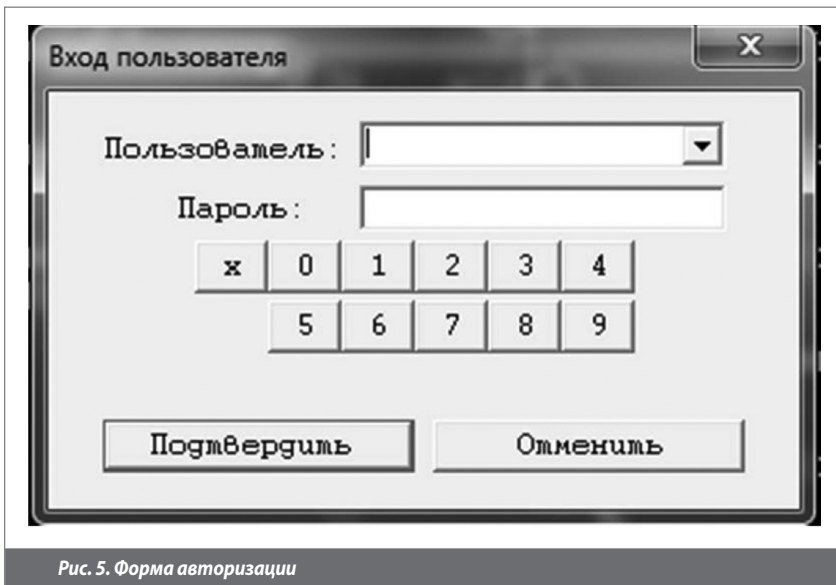 Вход пользователя
Пользователь:
Пароль:
x 0 1 2 3 4
5 6 7 8 9
Подтвердить Отменить
Рис. 5. Форма авторизации